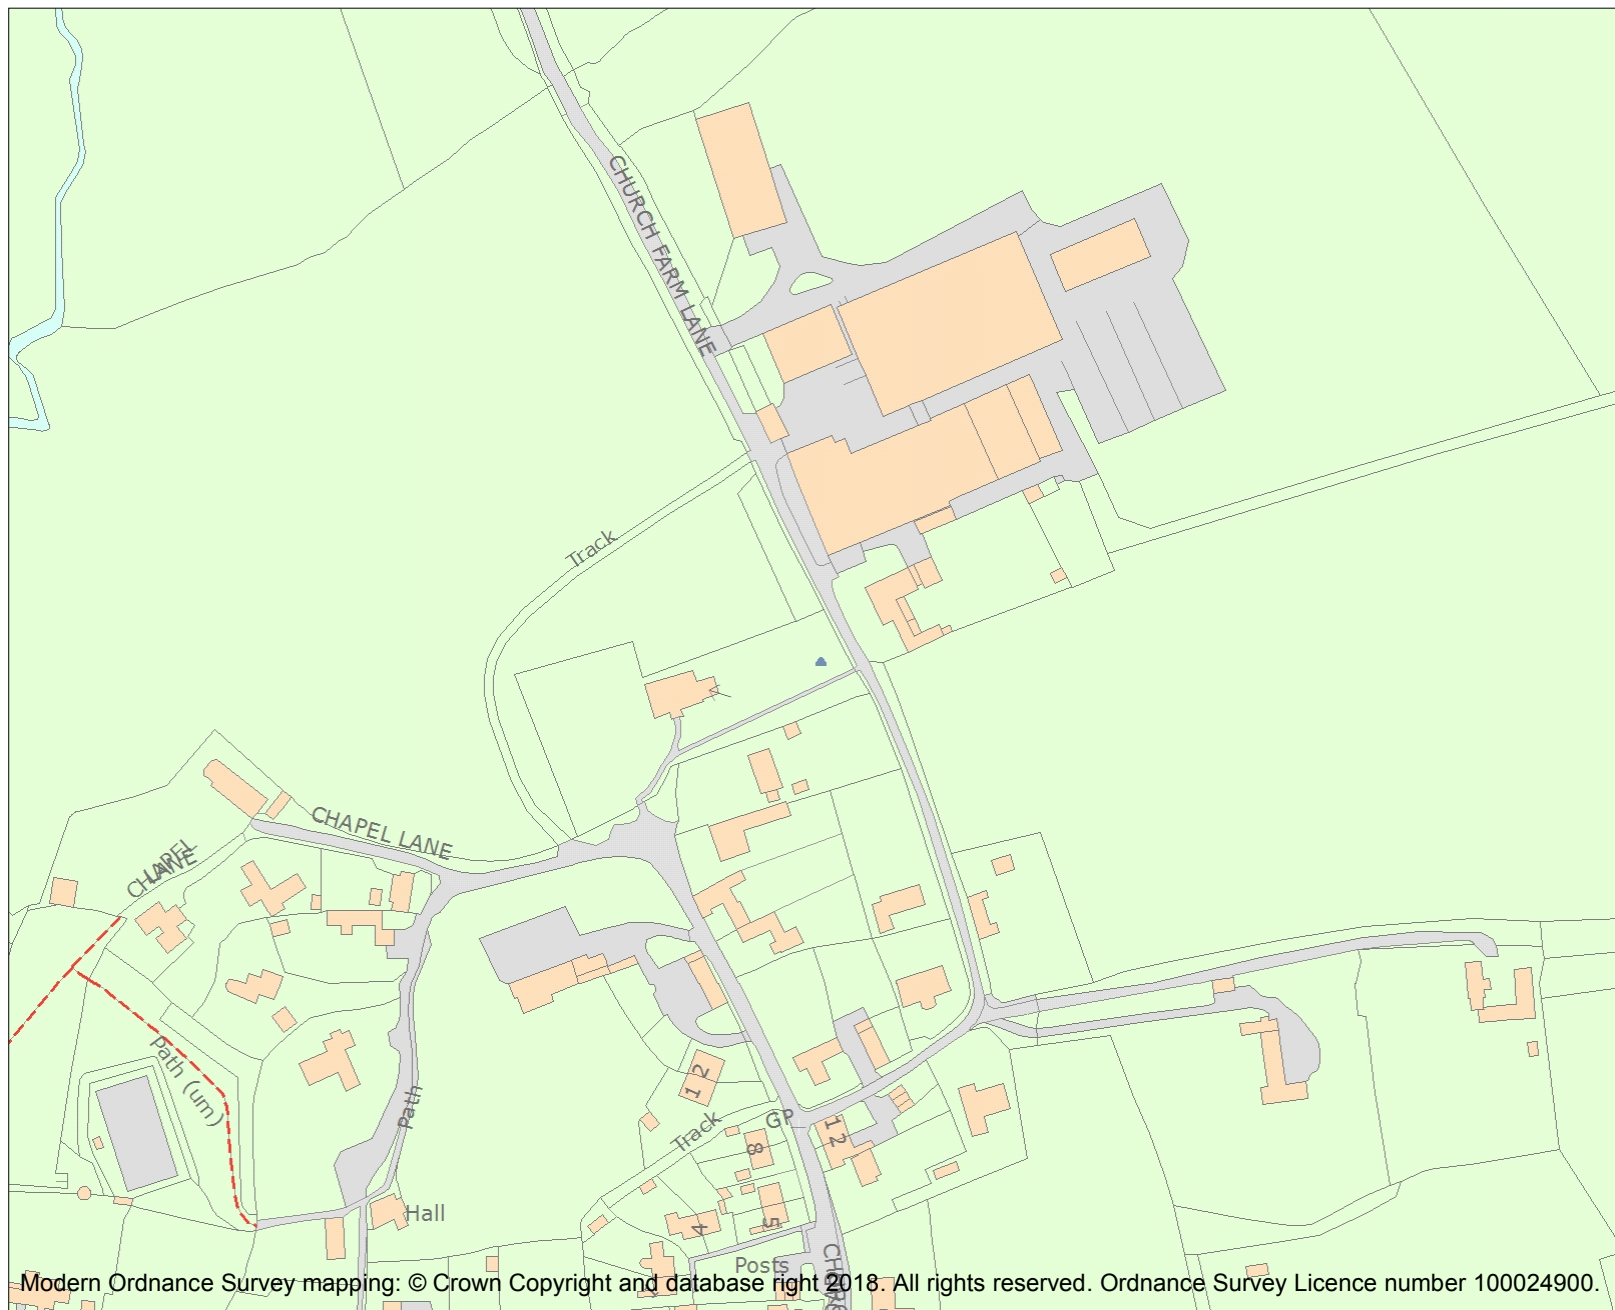 CHURCH FARM LANE
Track
CHAPEL LANE
CHAPEL
LANE
Path (um)
Path
1 2
Track
GP
1 2
8
Hall
4
5
Posts
Modern Ordnance Survey mapping: © Crown Copyright and database right 2018. All rights reserved. Ordnance Survey Licence number 100024900.